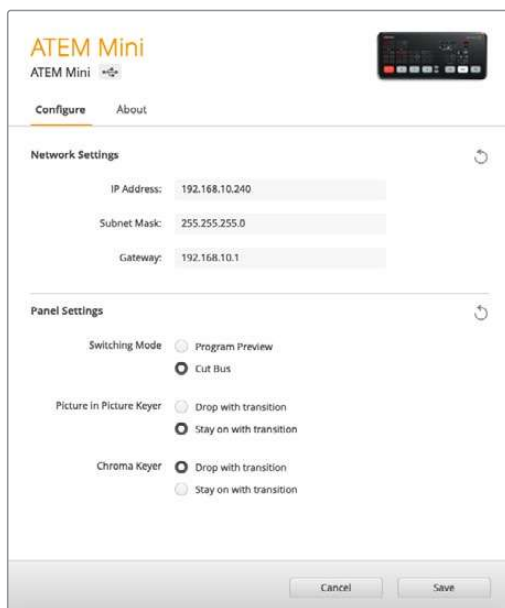 ATEM Mini
ATEM Mini
Configure About
Network Settings
IP Address: 192.168.10.240
Subnet Mask: 255.255.255.0
Gateway: 192.168.10.1
Panel Settings
Switching Mode Program Preview
Cut Bus
Picture in Picture Keyer Drop with transition
Stay on with transition
Chroma Keyer Drop with transition
Stay on with transition
Cancel Save